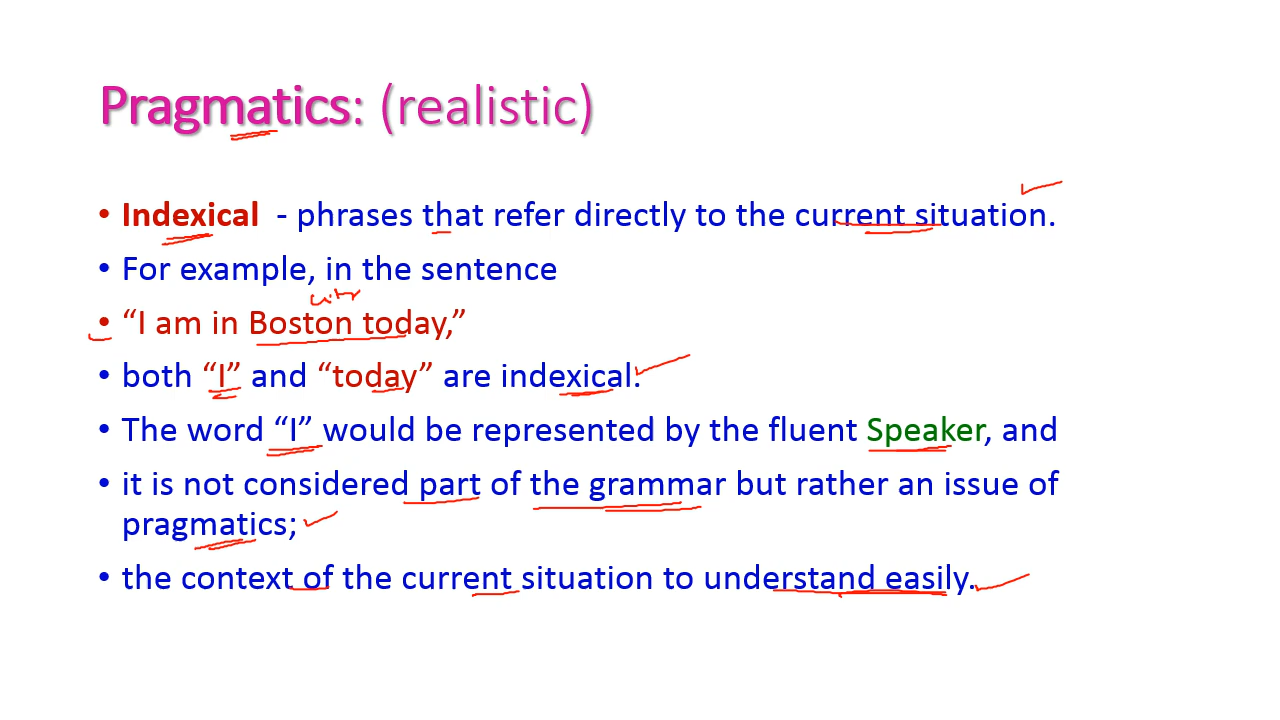 Pragmatics: (realistic)
• Indexical - phrases that refer directly to the current situation.
• For example, in the sentence
city
• “I am in Boston today,”
• both “I” and “today” are indexical.
• The word “I” would be represented by the fluent Speaker, and
• it is not considered part of the grammar but rather an issue of
pragmatics;
• the context of the current situation to understand easily.